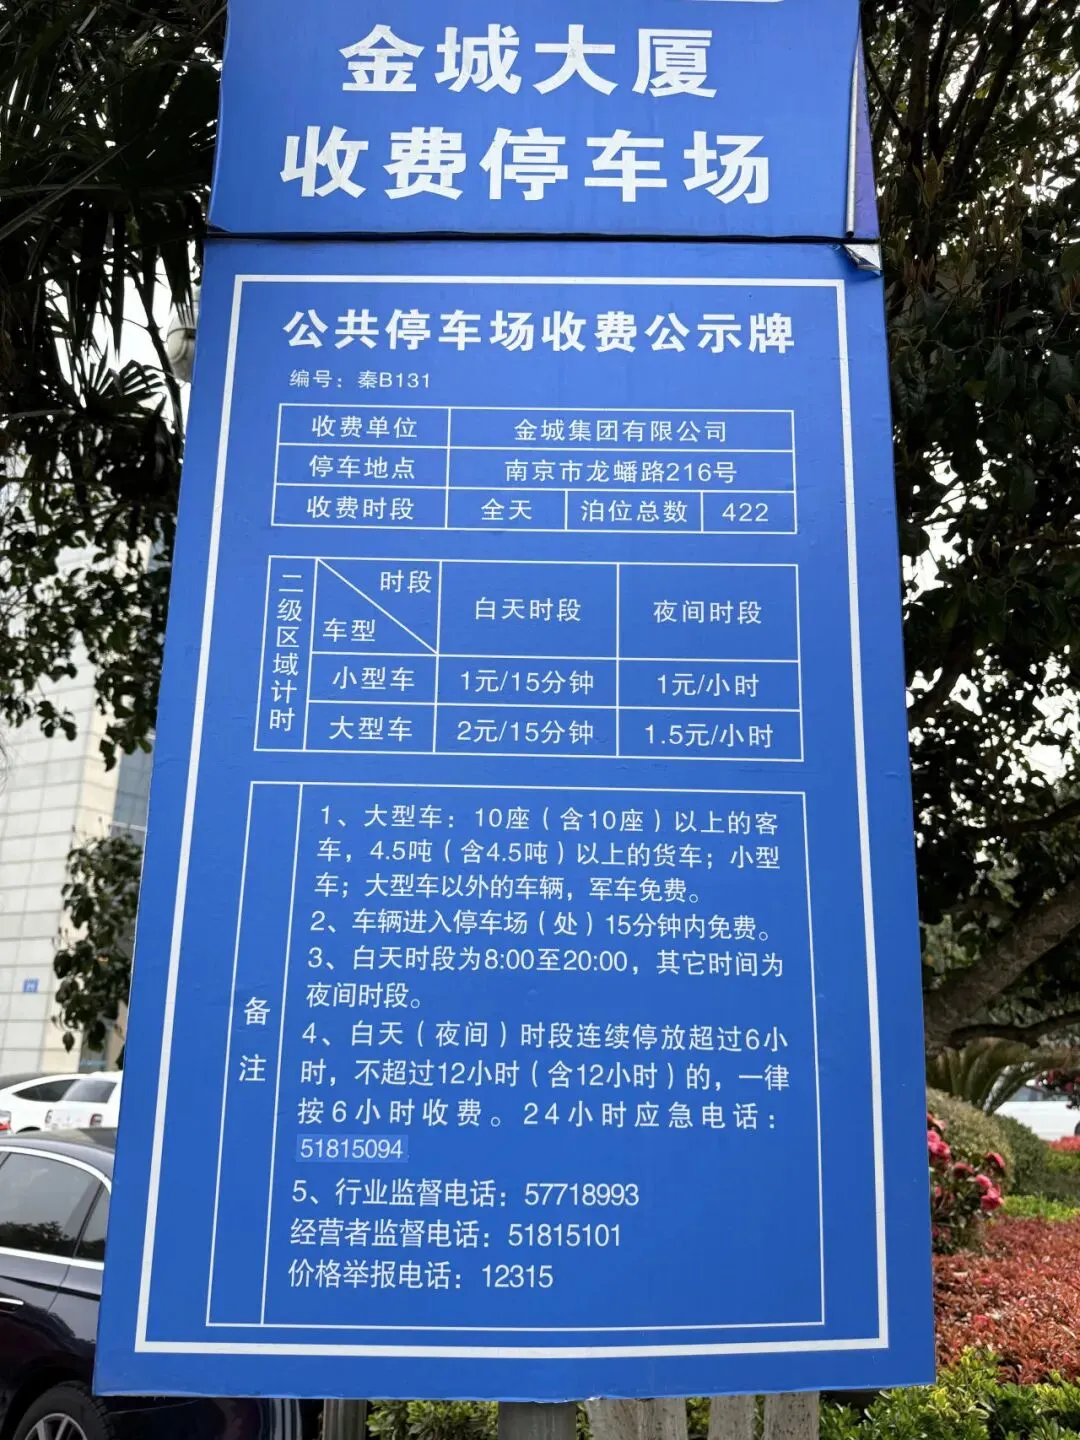 金城大厦
收费停车场
公共停车场收费公示牌
编号：秦B131
收费单位 金城集团有限公司
停车地点 南京市龙蟠路216号
收费时段 全天 泊位总数 422
二级区域计时
时段
车型
白天时段 夜间时段
小型车 1元/15分钟 1元/小时
大型车 2元/15分钟 1.5元/小时
备注
1、大型车：10座（含10座）以上的客
车，4.5吨（含4.5吨）以上的货车；小型
车；大型车以外的车辆，军车免费。
2、车辆进入停车场（处）15分钟内免费。
3、白天时段为8:00至20:00，其它时间为
夜间时段。
4、白天（夜间）时段连续停放超过6小
时，不超过12小时（含12小时）的，一律
按6小时收费。24小时应急电话：
51815094
5、行业监督电话：57718993
经营者监督电话：51815101
价格举报电话：12315